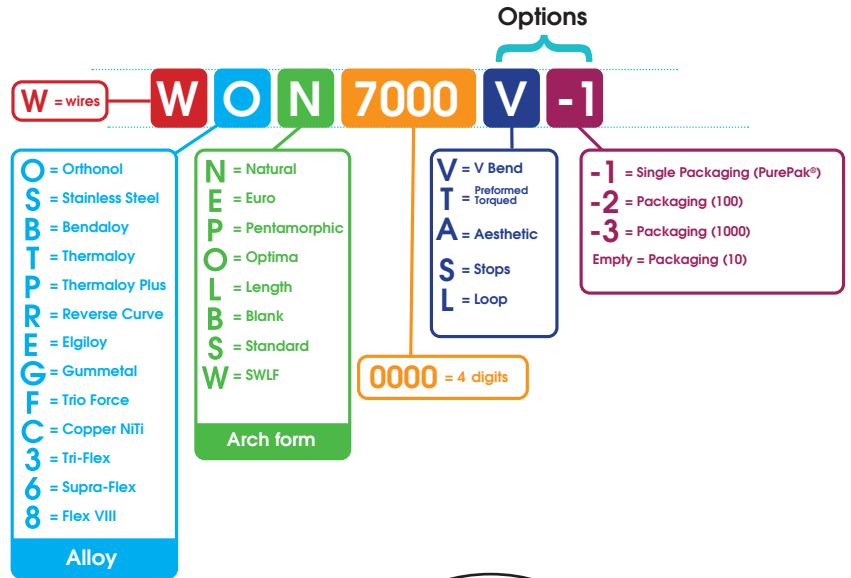 Options
W = wires
W O N 7000 V -1
O = Orthonol
S = Stainless Steel
B = Bendaloy
T = Thermaloy
P = Thermaloy Plus
R = Reverse Curve
E = Elgiloy
G = Gummetal
F = Trio Force
C = Copper NiTi
3 = Tri-Flex
6 = Supra-Flex
8 = Flex VIII
Alloy
N = Natural
E = Euro
P = Pentamorphic
O = Optima
L = Length
B = Blank
S = Standard
W = SWLF
Arch form
0000 = 4 digits
V = V Bend
T = Preformed
Torqued
A = Aesthetic
S = Stops
L = Loop
-1 = Single Packaging (PurePak®)
-2 = Packaging (100)
-3 = Packaging (1000)
Empty = Packaging (10)